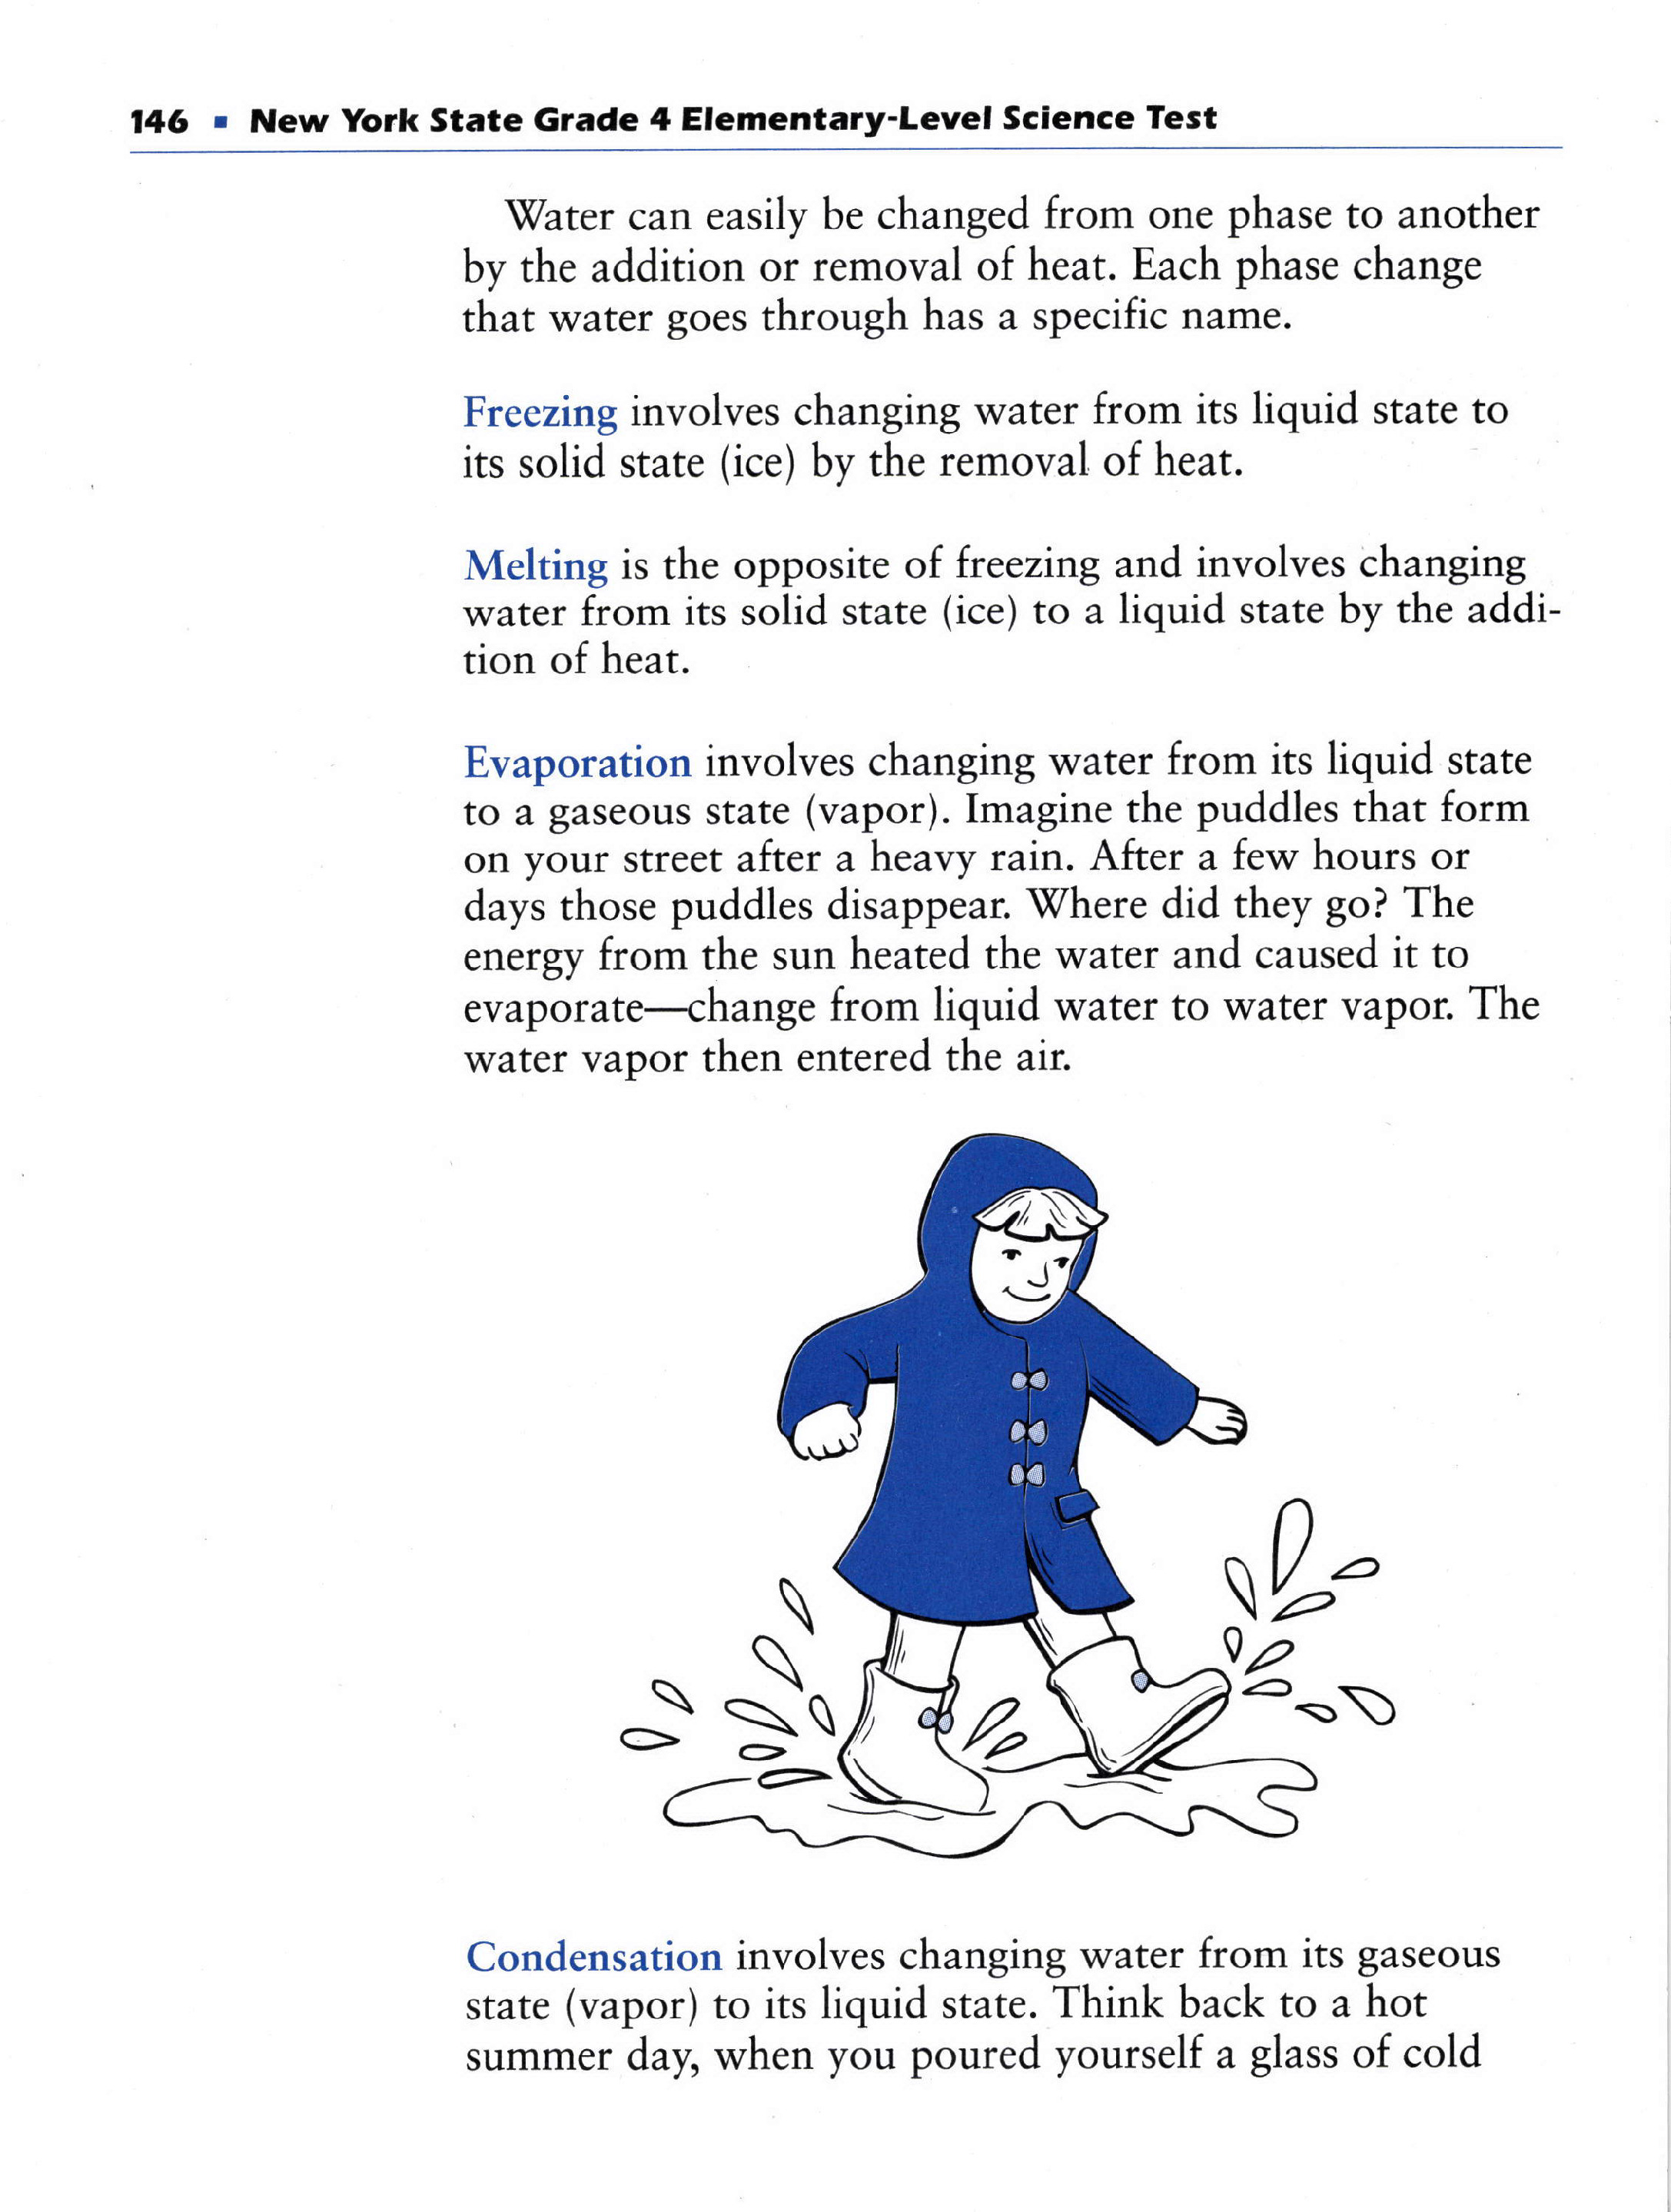 146 ▪ New York State Grade 4 Elementary-Level Science Test
Water can easily be changed from one phase to another
by the addition or removal of heat. Each phase change
that water goes through has a specific name.
Freezing involves changing water from its liquid state to
its solid state (ice) by the removal of heat.
Melting is the opposite of freezing and involves changing
water from its solid state (ice) to a liquid state by the addi-
tion of heat.
Evaporation involves changing water from its liquid state
to a gaseous state (vapor). Imagine the puddles that form
on your street after a heavy rain. After a few hours or
days those puddles disappear. Where did they go? The
energy from the sun heated the water and caused it to
evaporate—change from liquid water to water vapor. The
water vapor then entered the air.
Condensation involves changing water from its gaseous
state (vapor) to its liquid state. Think back to a hot
summer day, when you poured yourself a glass of cold